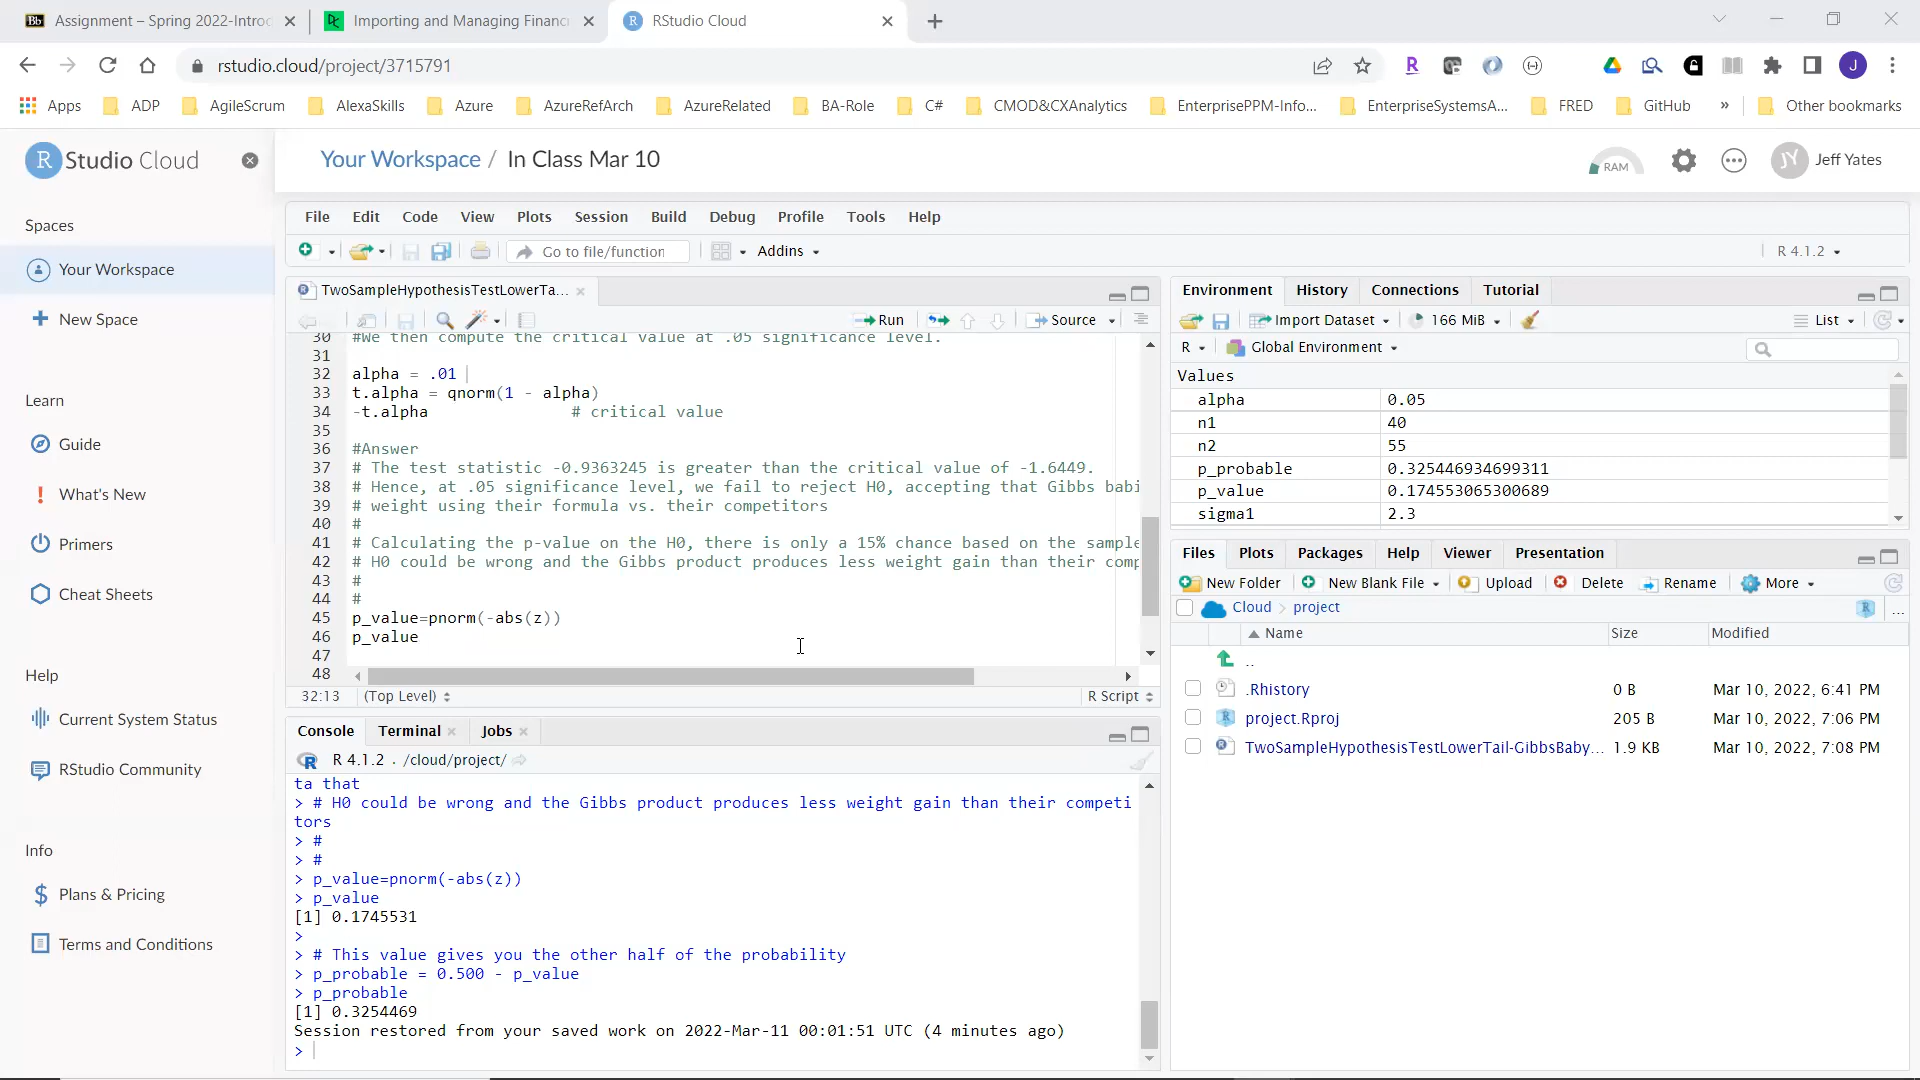 Assignment – Spring 2022-Introd
Importing and Managing Financi
RStudio Cloud
rstudio.cloud/project/3715791
Apps ADP AgileScrum AlexaSkills Azure AzureRefArch AzureRelated BA-Role C# CMOD&CXAnalytics EnterprisePPM-Info... EnterpriseSystemsA... FRED GitHub » Other bookmarks
R Studio Cloud
Your Workspace / In Class Mar 10
RAM
JY Jeff Yates
Spaces
Your Workspace
New Space
Learn
Guide
What's New
Primers
Cheat Sheets
Help
Current System Status
RStudio Community
Info
Plans & Pricing
Terms and Conditions
File Edit Code View Plots Session Build Debug Profile Tools Help
Go to file/function Addins R 4.1.2
TwoSampleHypothesisTestLowerTa...
Run Source
30 #We then compute the critical value at .05 significance level.
31
32 alpha = .01
33 t.alpha = qnorm(1 - alpha)
34 -t.alpha # critical value
35
36 #Answer
37 # The test statistic -0.9363245 is greater than the critical value of -1.6449.
38 # Hence, at .05 significance level, we fail to reject H0, accepting that Gibbs babi
39 # weight using their formula vs. their competitors
40 #
41 # Calculating the p-value on the H0, there is only a 15% chance based on the sample
42 # H0 could be wrong and the Gibbs product produces less weight gain than their comp
43 #
44 #
45 p_value=pnorm(-abs(z))
46 p_value
47
48
32:13 (Top Level) R Script
Console Terminal Jobs
R 4.1.2 . /cloud/project/
ta that
> # H0 could be wrong and the Gibbs product produces less weight gain than their competi
tors
> #
> #
> p_value=pnorm(-abs(z))
> p_value
[1] 0.1745531
>
> # This value gives you the other half of the probability
> p_probable = 0.500 - p_value
> p_probable
[1] 0.3254469
Session restored from your saved work on 2022-Mar-11 00:01:51 UTC (4 minutes ago)
>
Environment History Connections Tutorial
Import Dataset 166 MiB List
R Global Environment
Values
alpha 0.05
n1 40
n2 55
p_probable 0.325446934699311
p_value 0.174553065300689
sigma1 2.3
Files Plots Packages Help Viewer Presentation
New Folder New Blank File Upload Delete Rename More
Cloud > project ...
Name Size Modified
..
.Rhistory 0 B Mar 10, 2022, 6:41 PM
project.Rproj 205 B Mar 10, 2022, 7:06 PM
TwoSampleHypothesisTestLowerTail-GibbsBaby... 1.9 KB Mar 10, 2022, 7:08 PM